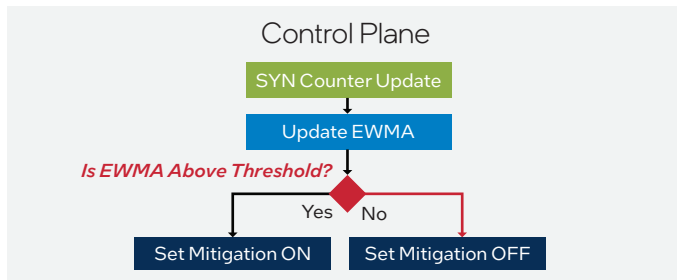 Control Plane
SYN Counter Update
Update EWMA
Is EWMA Above Threshold?
Yes
No
Set Mitigation ON
Set Mitigation OFF